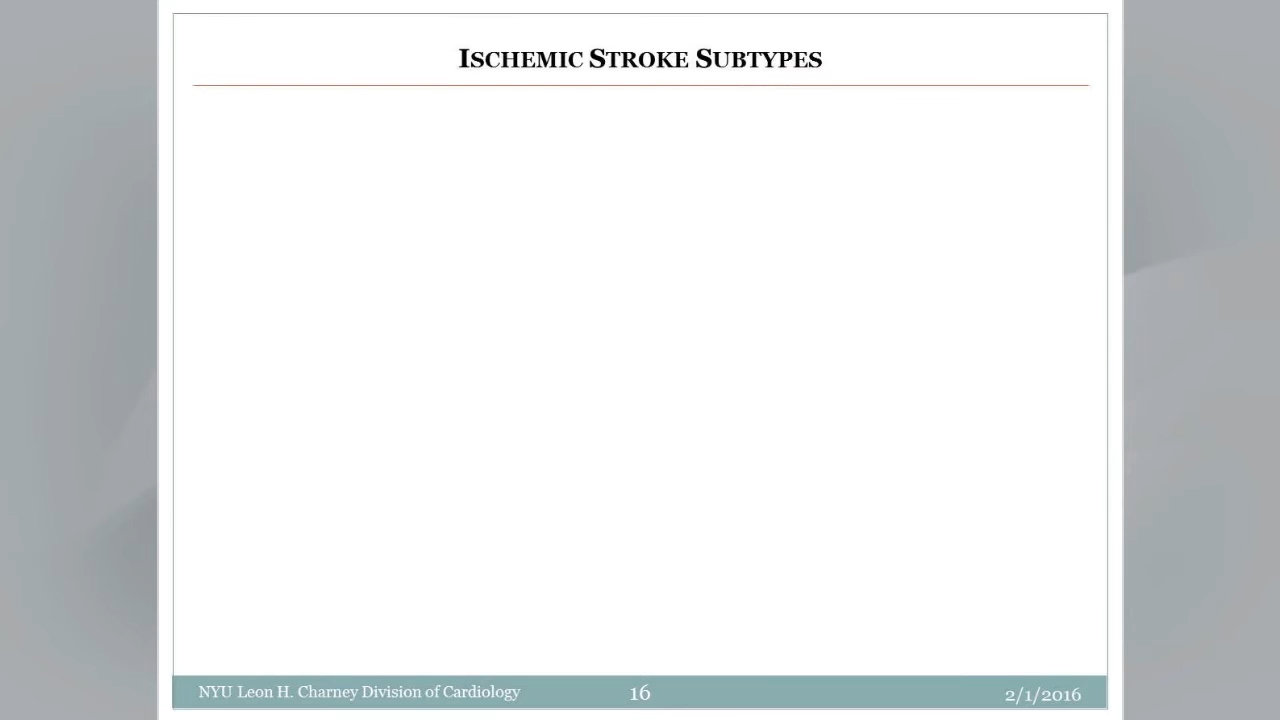 Ischemic Stroke Subtypes
NYU Leon H. Charney Division of Cardiology
16
2/1/2016